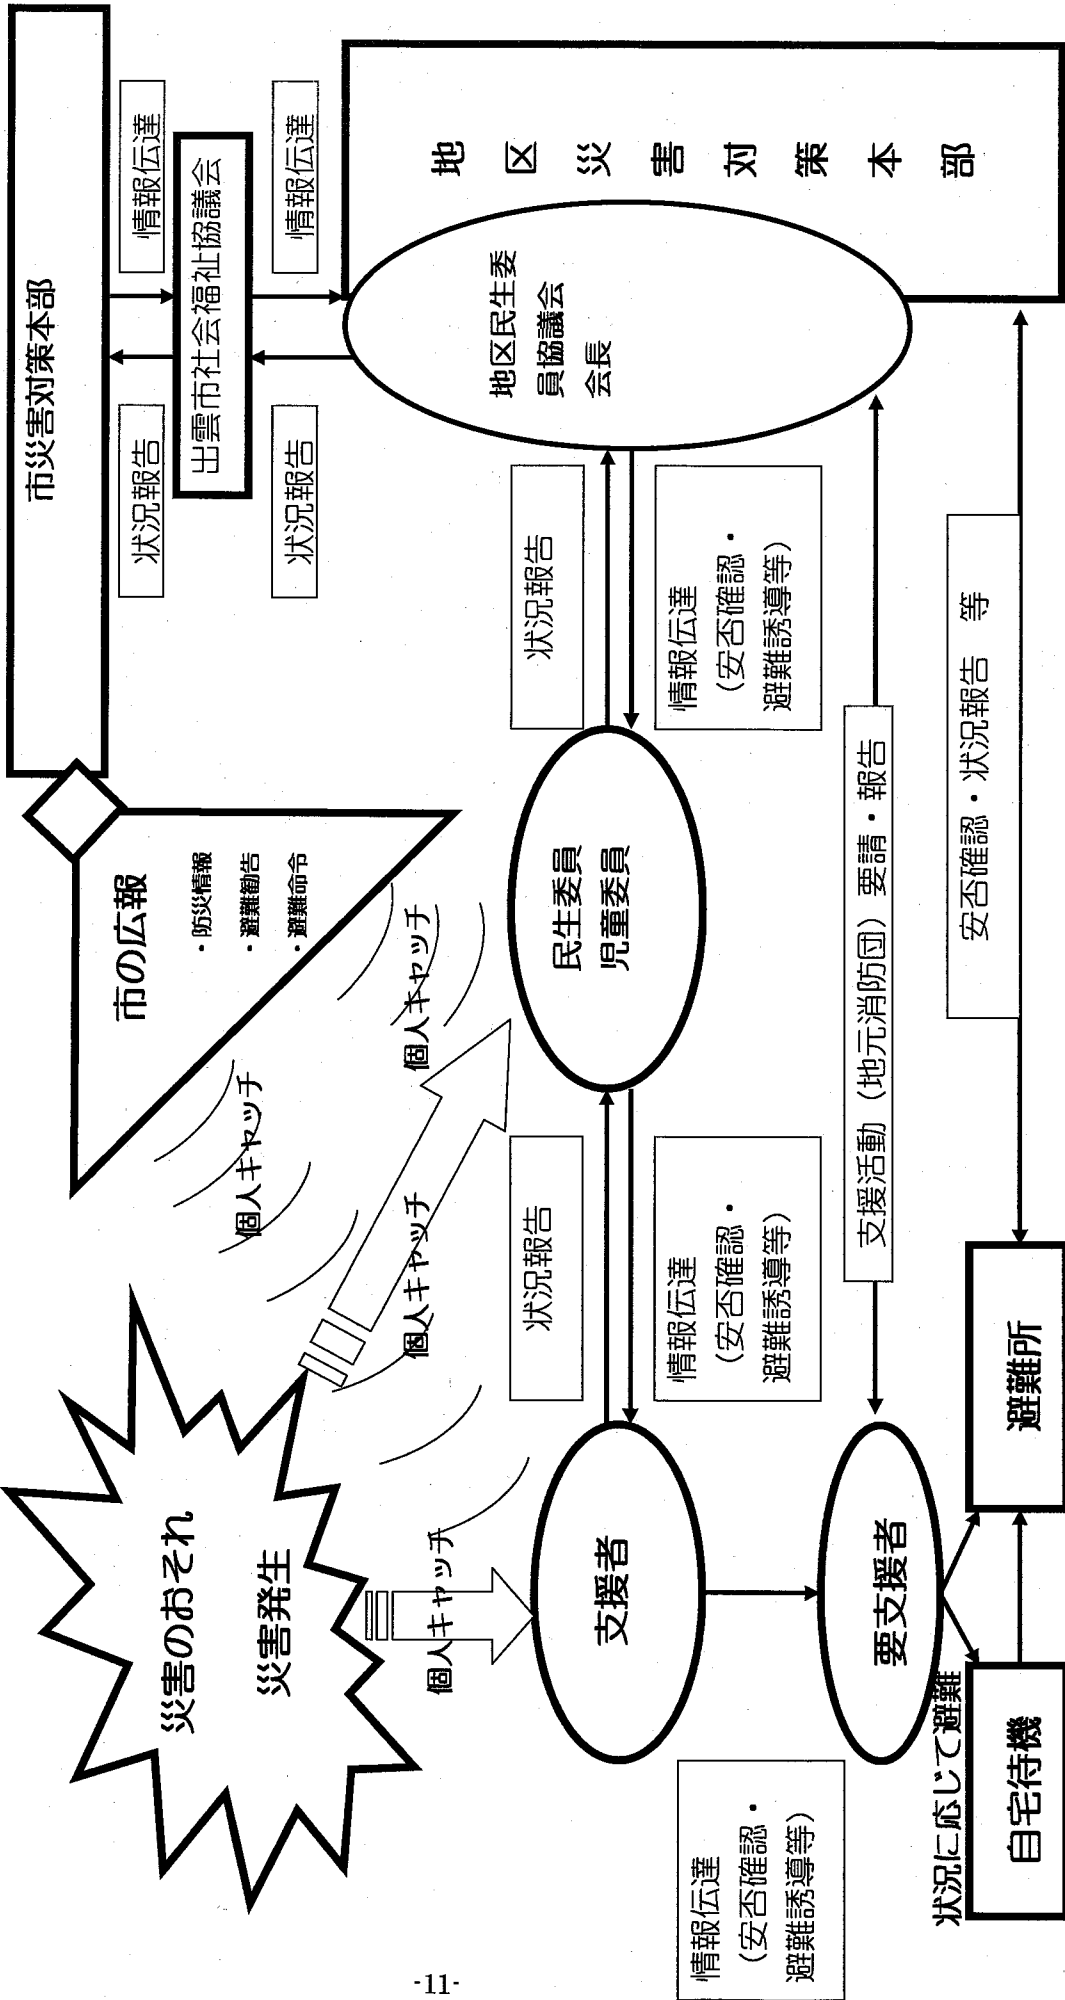 災害のおそれ
災害発生
市の広報
・防災情報
・避難勧告
・避難命令
市災害対策本部
状況報告
情報伝達
出雲市社会福祉協議会
状況報告
情報伝達
個人キャッチ
個人キャッチ
個人キャッチ
個人キャッチ
地区災害対策本部
地区民生委
員協議会
会長
状況報告
状況報告
支援者
民生委員
児童委員
情報伝達
（安否確認・
避難誘導等）
情報伝達
（安否確認・
避難誘導等）
情報伝達
（安否確認・
避難誘導等）
支援活動（地元消防団）要請・報告
要支援者
状況に応じて避難
安否確認・状況報告　等
自宅待機
避難所
-11-